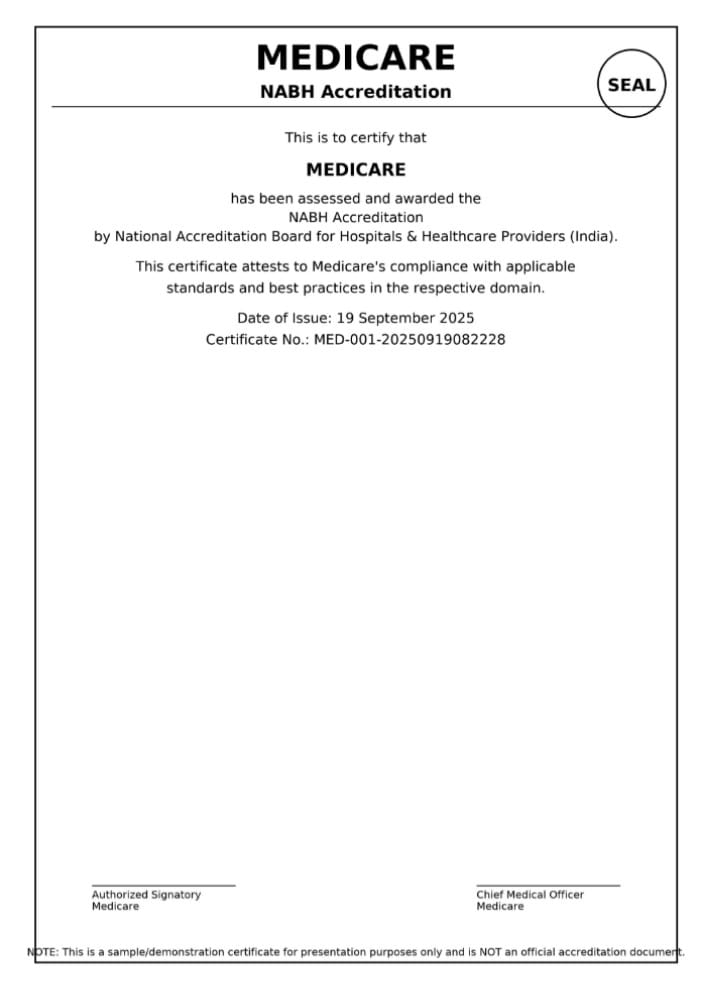 MEDICARE
NABH Accreditation
SEAL
This is to certify that
MEDICARE
has been assessed and awarded the
NABH Accreditation
by National Accreditation Board for Hospitals & Healthcare Providers (India).
This certificate attests to Medicare's compliance with applicable
standards and best practices in the respective domain.
Date of Issue: 19 September 2025
Certificate No.: MED-001-20250919082228
Authorized Signatory
Medicare
Chief Medical Officer
Medicare
NOTE: This is a sample/demonstration certificate for presentation purposes only and is NOT an official accreditation document.